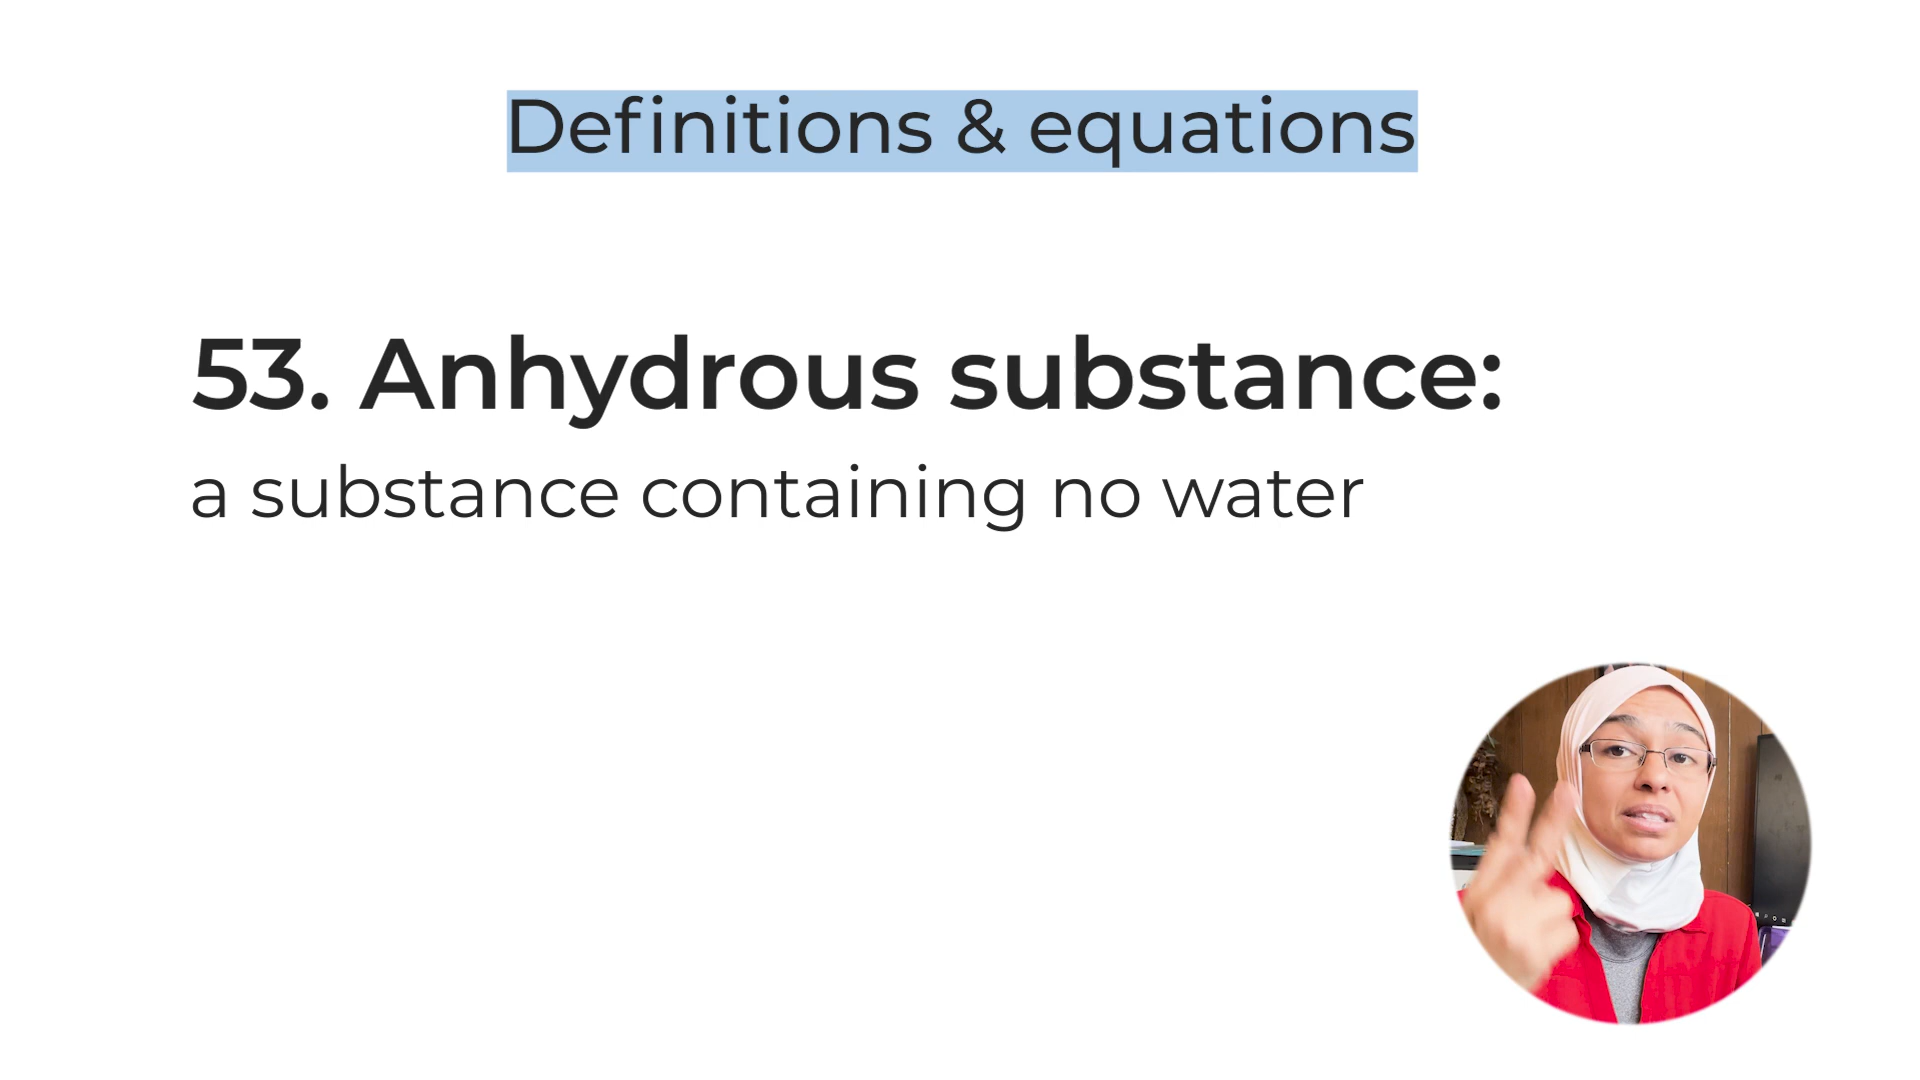 Definitions & equations
53. Anhydrous substance:
a substance containing no water